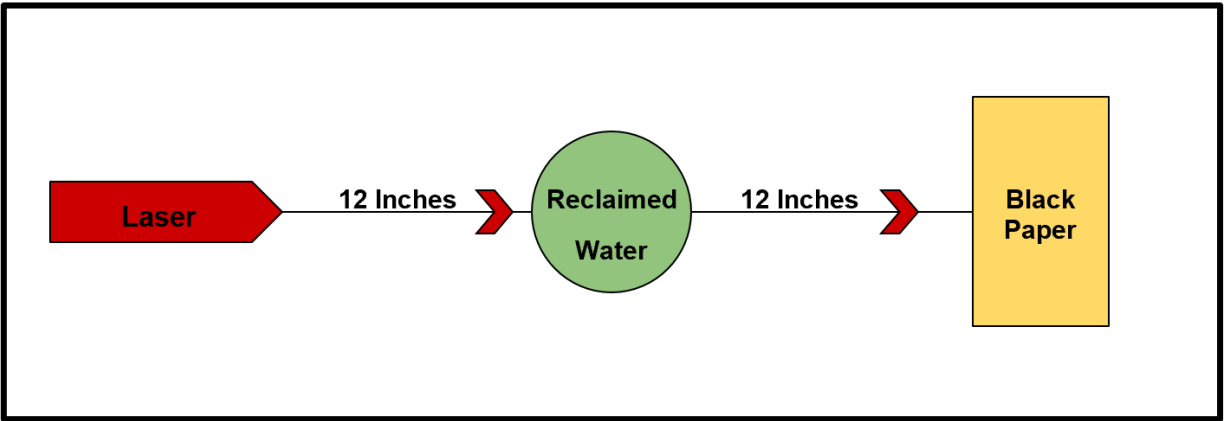 Laser
12 Inches
Reclaimed
Water
12 Inches
Black
Paper